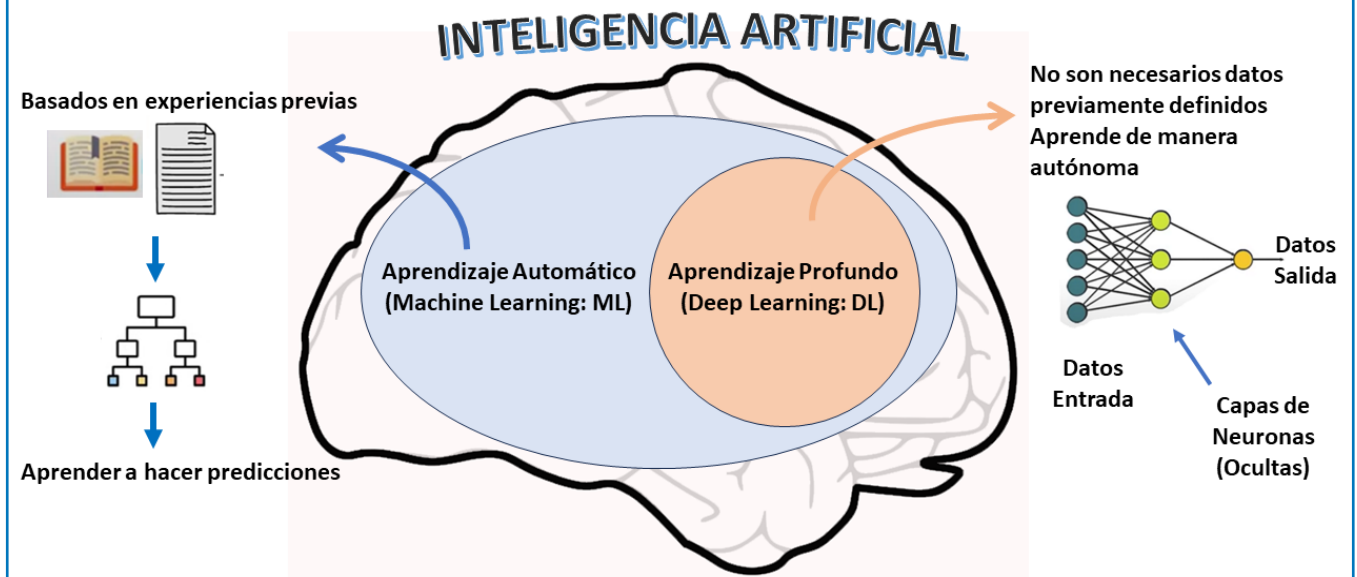 INTELIGENCIA ARTIFICIAL
Basados en experiencias previas
Aprender a hacer predicciones
Aprendizaje Automático
(Machine Learning: ML)
Aprendizaje Profundo
(Deep Learning: DL)
No son necesarios datos
previamente definidos
Aprende de manera
autónoma
Datos
Salida
Datos
Entrada
Capas de
Neuronas
(Ocultas)